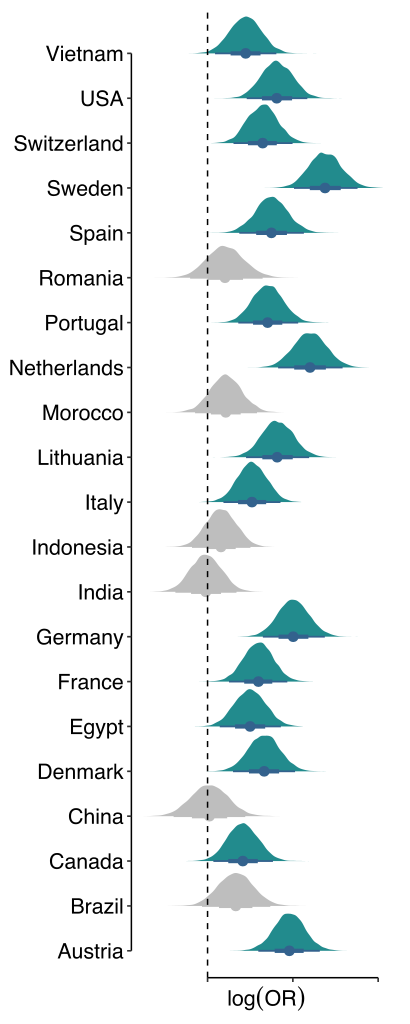 Vietnam
USA
Switzerland
Sweden
Spain
Romania
Portugal
Netherlands
Morocco
Lithuania
Italy
Indonesia
India
Germany
France
Egypt
Denmark
China
Canada
Brazil
Austria
log(OR)